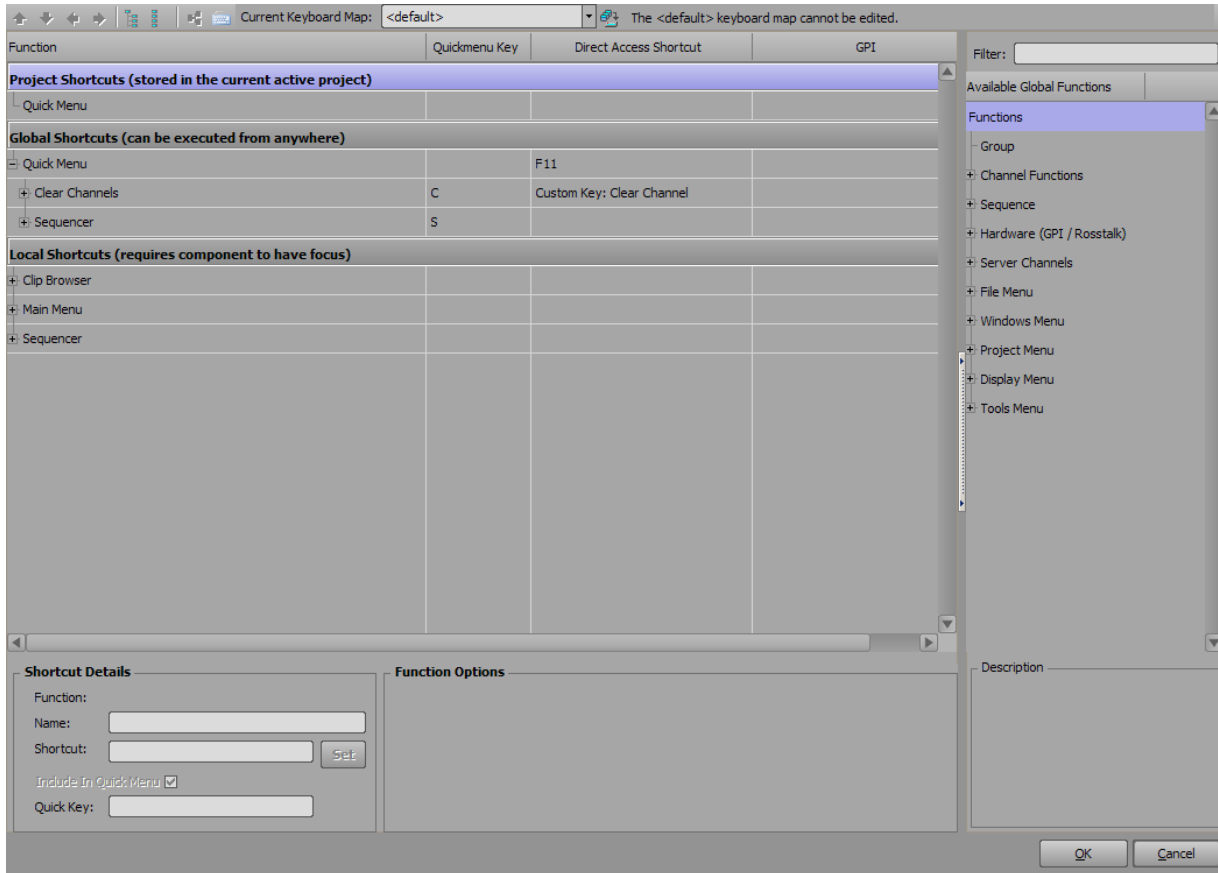 Current Keyboard Map: <default> The <default> keyboard map cannot be edited.
Function Quickmenu Key Direct Access Shortcut GPI
Project Shortcuts (stored in the current active project)
Quick Menu
Global Shortcuts (can be executed from anywhere)
Quick Menu F11
Clear Channels C Custom Key: Clear Channel
Sequencer S
Local Shortcuts (requires component to have focus)
Clip Browser
Main Menu
Sequencer
Filter:
Available Global Functions
Functions
Group
Channel Functions
Sequence
Hardware (GPI / Rosstalk)
Server Channels
File Menu
Windows Menu
Project Menu
Display Menu
Tools Menu
Shortcut Details
Function:
Name:
Shortcut: Set
Include In Quick Menu
Quick Key:
Function Options
Description
OK Cancel